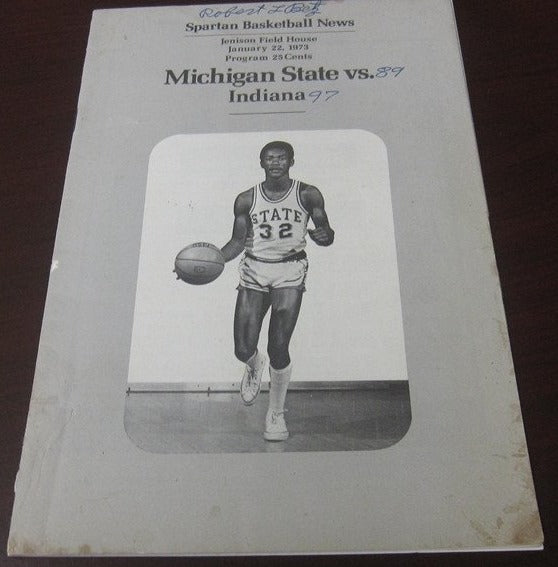 Robert L Betz
Spartan Basketball News
Jenison Field House
January 22, 1973
Program 25 Cents
Michigan State vs. 89
Indiana 97
STATE
32